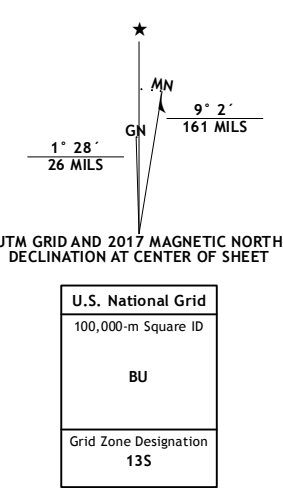 ★
MN
GN
9° 2´
161 MILS
1° 28´
26 MILS
UTM GRID AND 2017 MAGNETIC NORTH
DECLINATION AT CENTER OF SHEET
U.S. National Grid
100,000-m Square ID
BU
Grid Zone Designation
13S